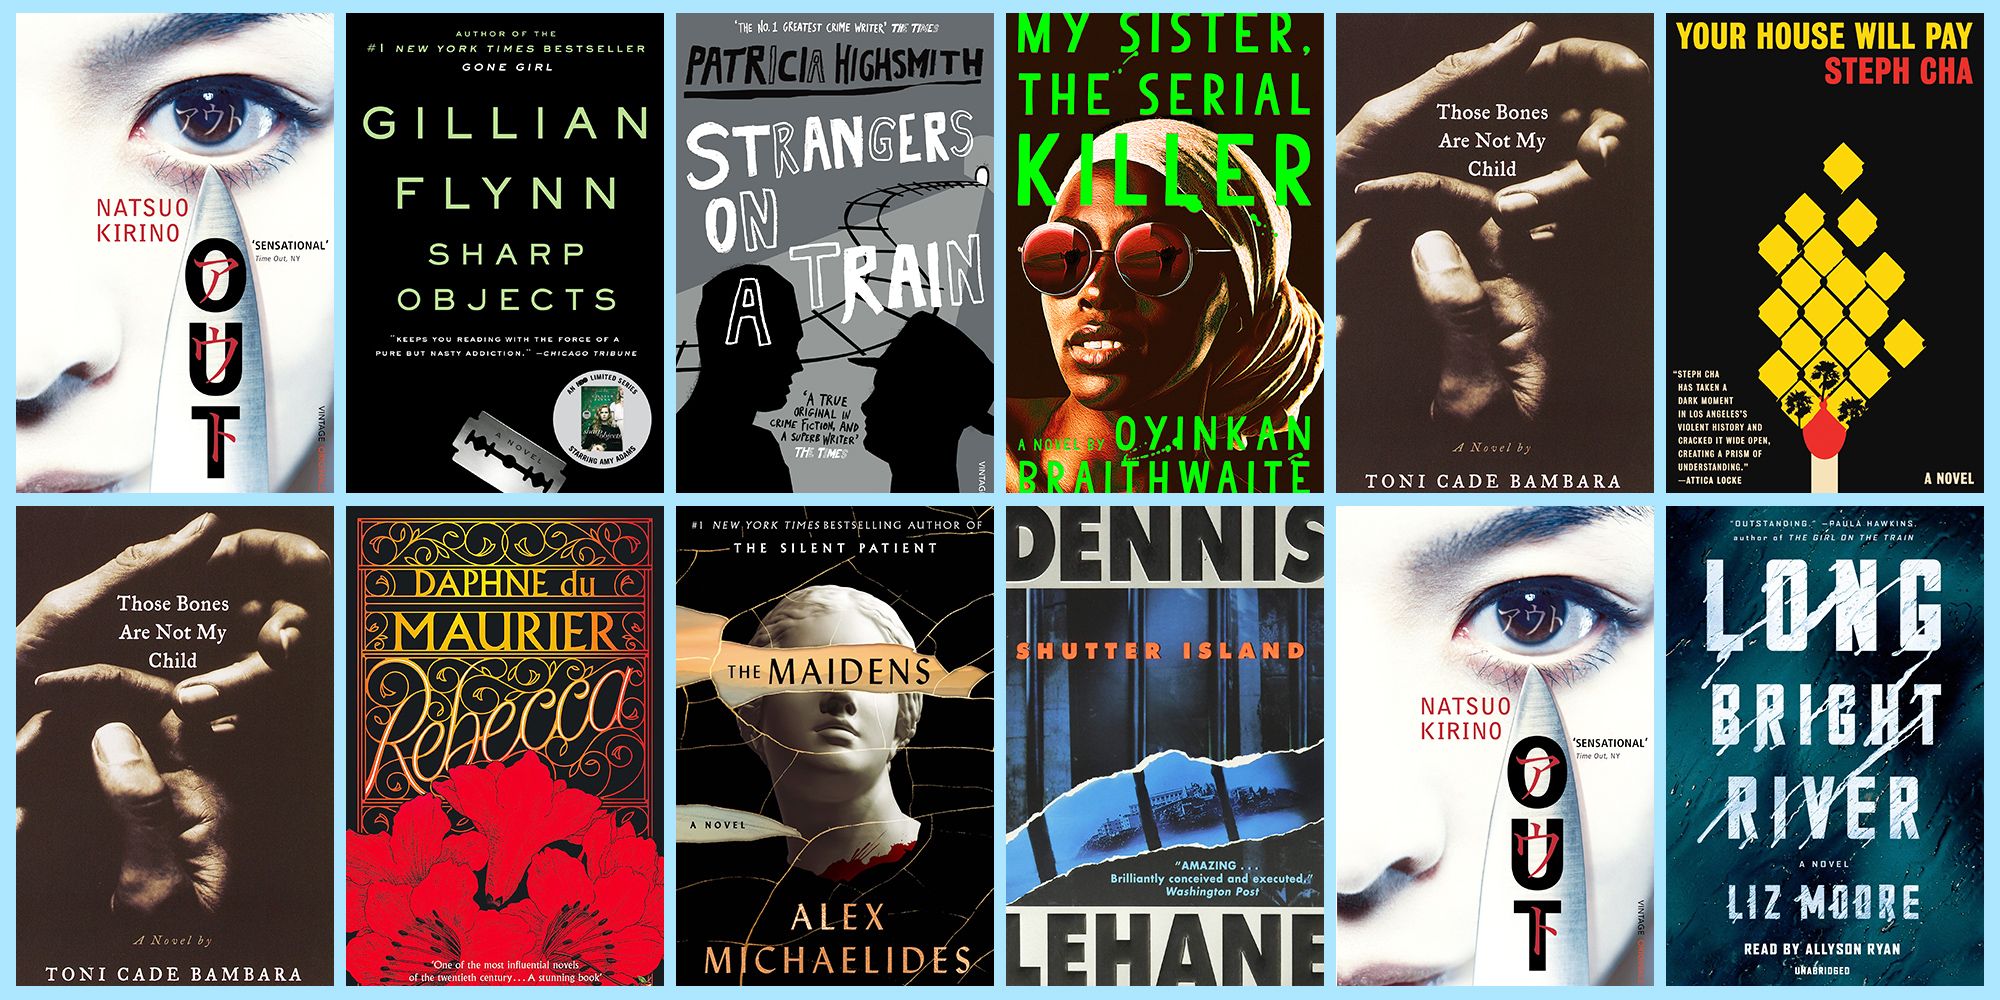 アウト
NATSUO
KIRINO
'SENSATIONAL'
Time Out, NY
OUT
アウト
VINTAGE ORIGINAL
AUTHOR OF THE
#1 NEW YORK TIMES BESTSELLER
GONE GIRL
GILLIAN
FLYNN
SHARP
OBJECTS
"KEEPS YOU READING WITH THE FORCE OF A
PURE BUT NASTY ADDICTION." —CHICAGO TRIBUNE
A NOVEL
AN HBO LIMITED SERIES
STARRING AMY ADAMS
'THE NO.1 GREATEST CRIME WRITER' THE TIMES
PATRICIA HIGHSMITH
STRANGERS
ON
A TRAIN
'A TRUE
ORIGINAL IN
CRIME FICTION, AND
A SUPERB WRITER'
THE TIMES
VINTAG
MY SISTER,
THE SERIAL
KILLER
A NOVEL BY OYINKAN
BRAITHWAITE
Those Bones
Are Not My
Child
A Novel by
TONI CADE BAMBARA
YOUR HOUSE WILL PAY
STEPH CHA
"STEPH CHA
HAS TAKEN A
DARK MOMENT
IN LOS ANGELES'S
VIOLENT HISTORY AND
CRACKED IT WIDE OPEN,
CREATING A PRISM OF
UNDERSTANDING."
—ATTICA LOCKE
A NOVEL
Those Bones
Are Not My
Child
A Novel by
TONI CADE BAMBARA
DAPHNE du
MAURIER
Rebecca
'One of the most influential novels
of the twentieth century . . . A stunning book'
#1 NEW YORK TIMES BESTSELLING AUTHOR OF
THE SILENT PATIENT
THE MAIDENS
A NOVEL
ALEX
MICHAELIDES
DENNIS
SHUTTER ISLAND
"AMAZING . . .
Brilliantly conceived and executed."
Washington Post
LEHANE
アウト
NATSUO
KIRINO
'SENSATIONAL'
Time Out, NY
OUT
アウト
VINTAGE ORIGINAL
"OUTSTANDING." —PAULA HAWKINS,
author of THE GIRL ON THE TRAIN
LONG
BRIGHT
RIVER
A NOVEL
LIZ MOORE
READ BY ALLYSON RYAN
UNABRIDGED